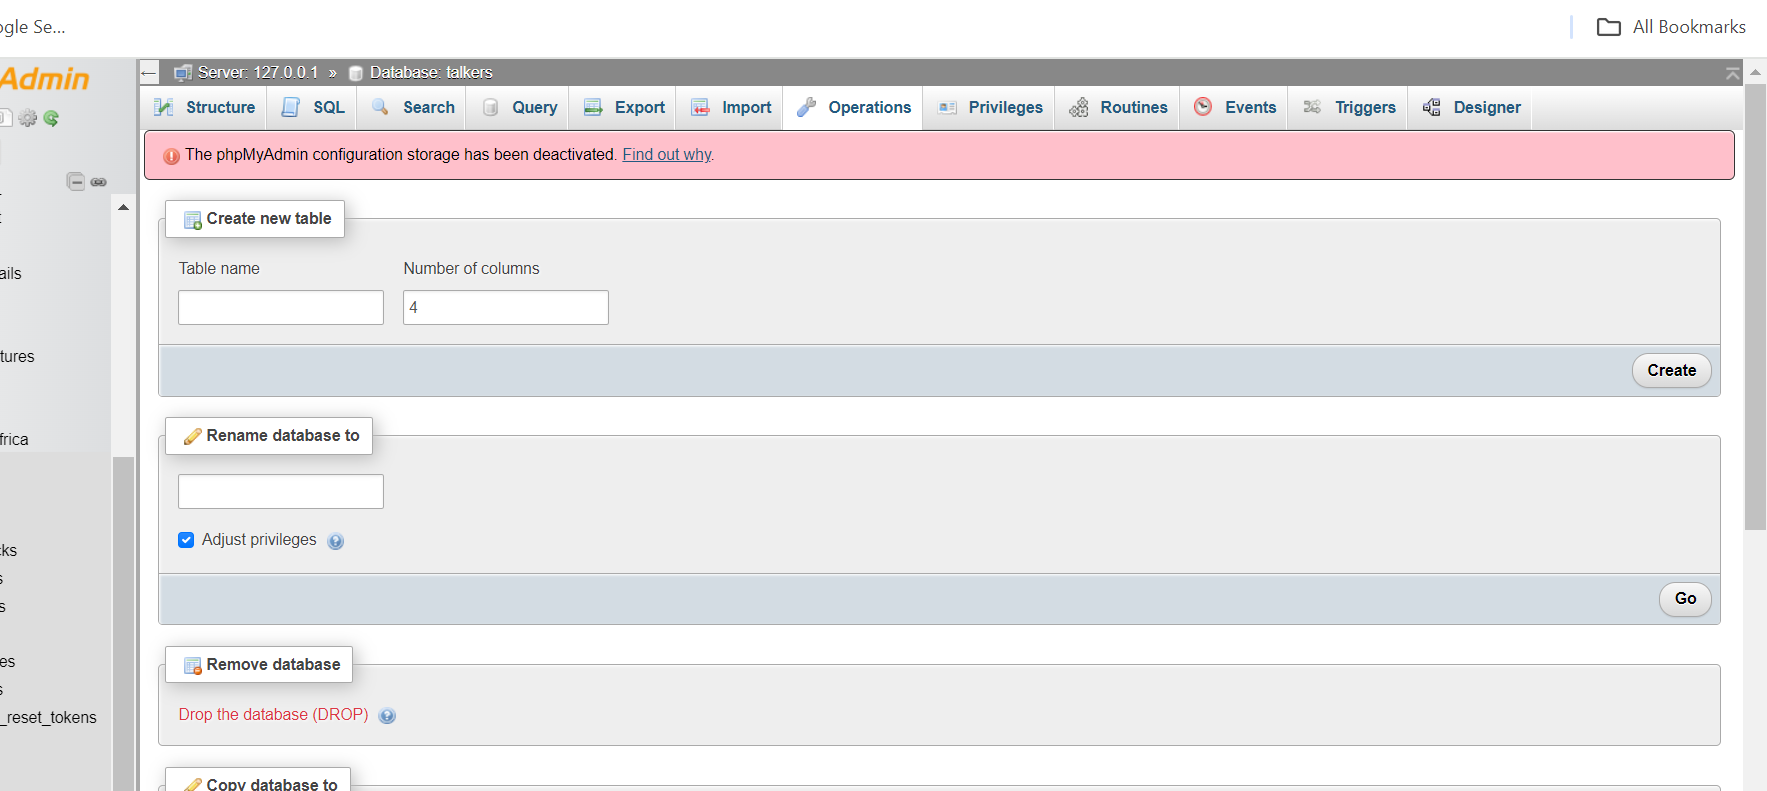 ogle Se...
All Bookmarks
Admin
Server: 127.0.0.1 » Database: talkers
Structure SQL Search Query Export Import Operations Privileges Routines Events Triggers Designer
The phpMyAdmin configuration storage has been deactivated. Find out why.
Create new table
Table name Number of columns
4
Create
Rename database to
Adjust privileges
Go
Remove database
Drop the database (DROP)
Copy database to
ails
tures
frica
cks
s
s
es
s
_reset_tokens